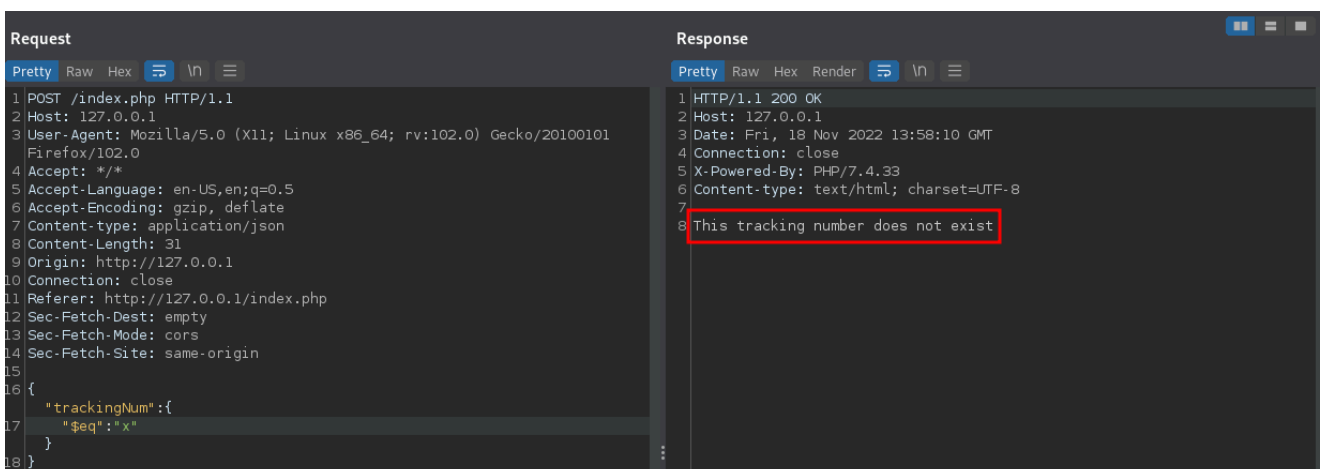 Request
Pretty Raw Hex \n
1 POST /index.php HTTP/1.1
2 Host: 127.0.0.1
3 User-Agent: Mozilla/5.0 (X11; Linux x86_64; rv:102.0) Gecko/20100101
Firefox/102.0
4 Accept: */*
5 Accept-Language: en-US,en;q=0.5
6 Accept-Encoding: gzip, deflate
7 Content-type: application/json
8 Content-Length: 31
9 Origin: http://127.0.0.1
10 Connection: close
11 Referer: http://127.0.0.1/index.php
12 Sec-Fetch-Dest: empty
13 Sec-Fetch-Mode: cors
14 Sec-Fetch-Site: same-origin
15
16 {
"trackingNum":{
17 "$eq":"x"
}
18 }
Response
Pretty Raw Hex Render \n
1 HTTP/1.1 200 OK
2 Host: 127.0.0.1
3 Date: Fri, 18 Nov 2022 13:58:10 GMT
4 Connection: close
5 X-Powered-By: PHP/7.4.33
6 Content-type: text/html; charset=UTF-8
7
8 This tracking number does not exist